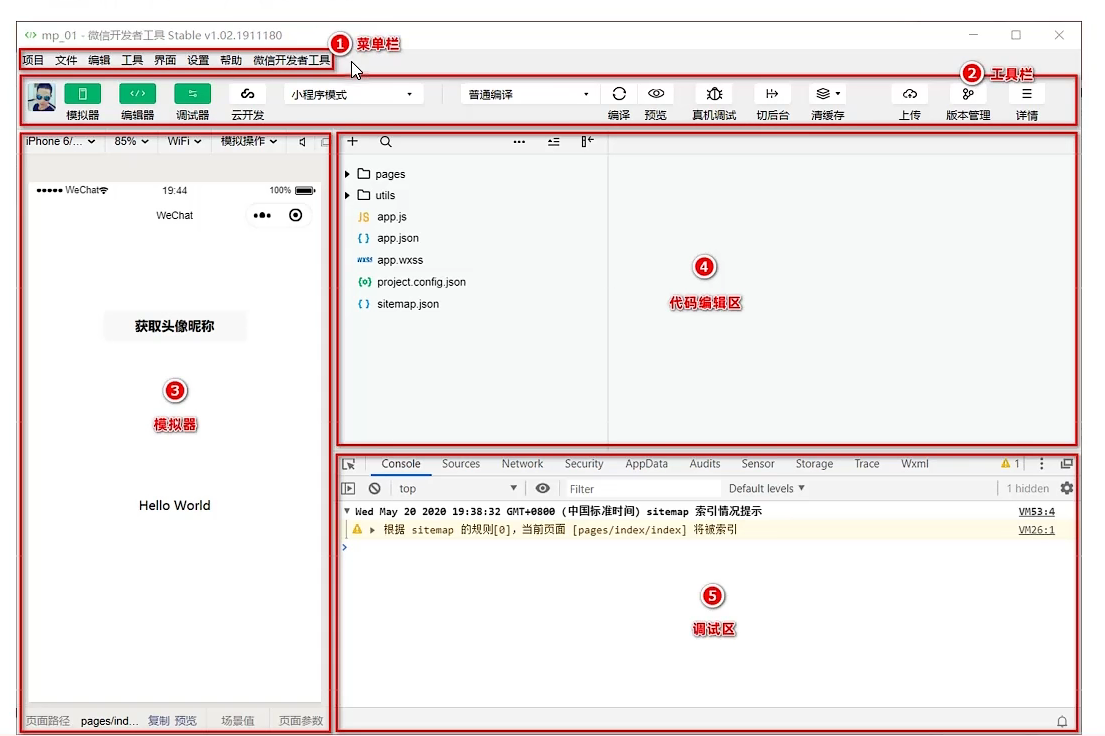 mp_01 - 微信开发者工具 Stable v1.02.1911180
项目 文件 编辑 工具 界面 设置 帮助 微信开发者工具
1 菜单栏
2 工具栏
小程序模式 普通编译
模拟器 编辑器 调试器 云开发 编译 预览 真机调试 切后台 清缓存 上传 版本管理 详情
iPhone 6/... 85% WiFi 模拟操作
WeChat 19:44 100%
WeChat
获取头像昵称
3
模拟器
Hello World
页面路径 pages/ind... 复制 预览 场景值 页面参数
pages
utils
JS app.js
{ } app.json
wxss app.wxss
{o} project.config.json
{ } sitemap.json
4
代码编辑区
Console Sources Network Security AppData Audits Sensor Storage Trace Wxml 1
top Filter Default levels 1 hidden
Wed May 20 2020 19:38:32 GMT+0800 (中国标准时间) sitemap 索引情况提示 VM53:4
根据 sitemap 的规则[0]，当前页面 [pages/index/index] 将被索引 VM26:1
5
调试区